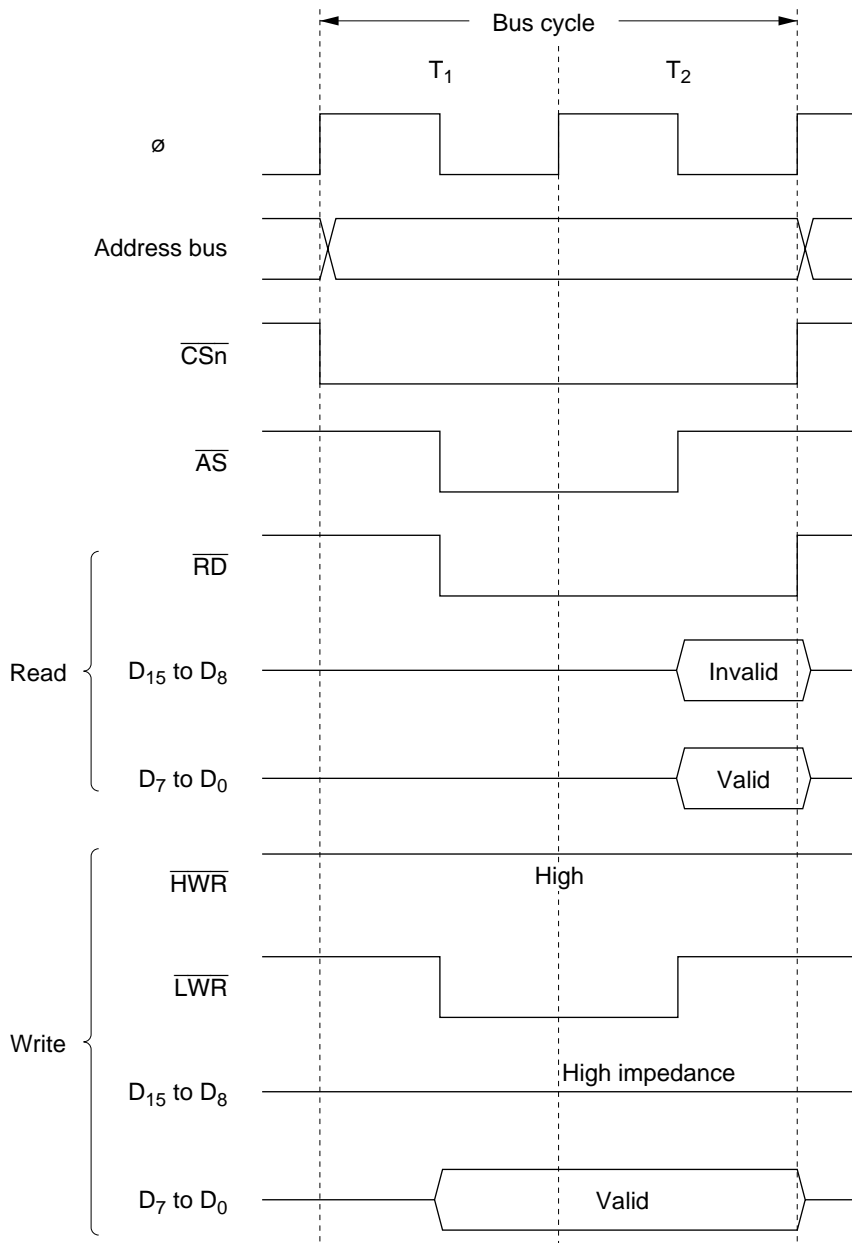 Bus cycle
T1 T2
ø
Address bus
CSn
AS
RD
Read
D15 to D8 Invalid
D7 to D0 Valid
HWR
High
LWR
Write
High impedance
D15 to D8
D7 to D0 Valid